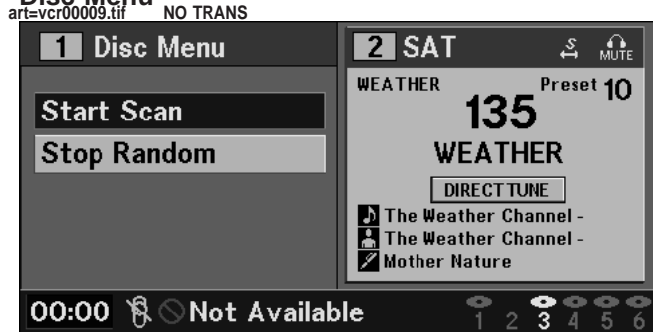 Disc Menu
art=vcr00009.tif NO TRANS
1 Disc Menu
2 SAT
S
MUTE
WEATHER
Preset 10
135
WEATHER
DIRECT TUNE
The Weather Channel -
The Weather Channel -
Mother Nature
Start Scan
Stop Random
00:00 Not Available
1 2 3 4 5 6